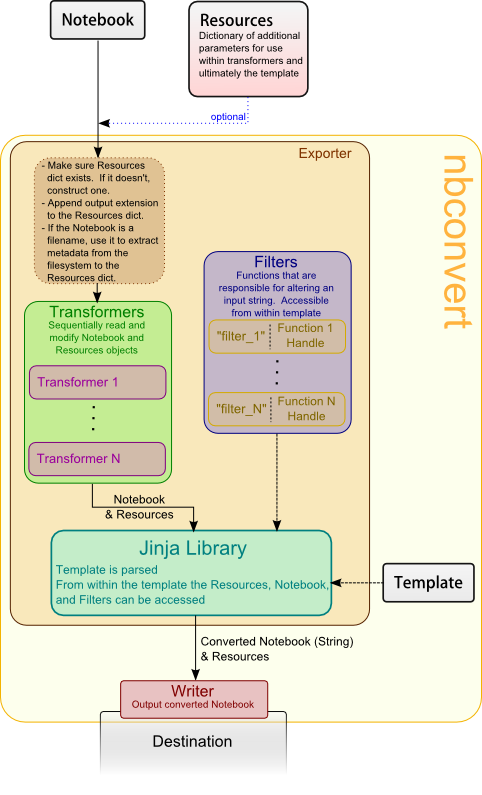 Notebook
Resources
Dictionary of additional
parameters for use
within transformers and
ultimately the template
optional
nbconvert
Exporter
- Make sure Resources
dict exists. If it doesn't,
construct one.
- Append output extension
to the Resources dict.
- If the Notebook is a
filename, use it to extract
metadata from the
filesystem to the
Resources dict.
Filters
Functions that are
responsible for altering an
input string. Accessible
from within template
"filter_1"
Function 1
Handle
"filter_N"
Function N
Handle
Transformers
Sequentially read and
modify Notebook and
Resources objects
Transformer 1
Transformer N
Notebook
& Resources
Jinja Library
Template is parsed
From within the template the Resources, Notebook,
and Filters can be accessed
Template
Converted Notebook (String)
& Resources
Writer
Output converted Notebook
Destination